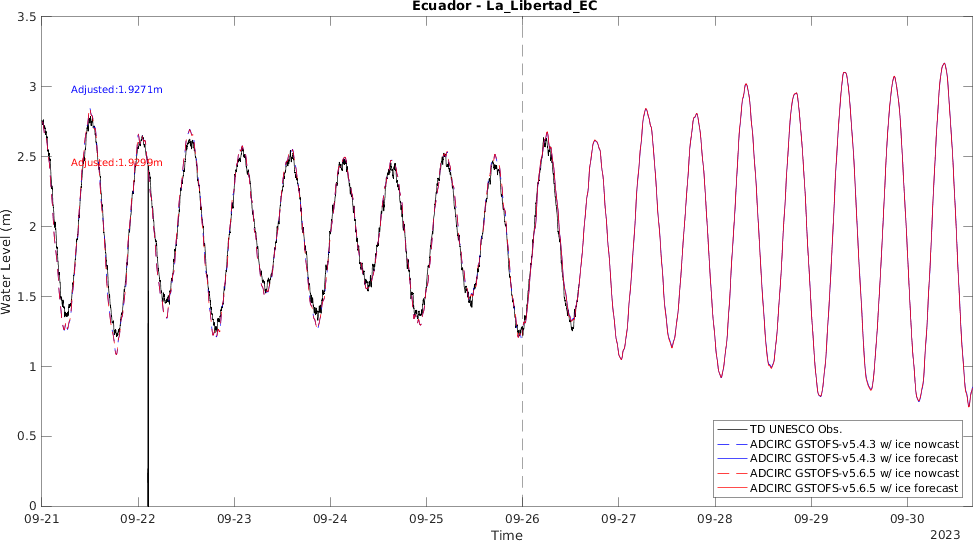 Ecuador - La_Libertad_EC
3.5
3
2.5
2
1.5
1
0.5
0
Water Level (m)
Adjusted:1.9271m
Adjusted:1.9299m
TD UNESCO Obs.
ADCIRC GSTOFS-v5.4.3 w/ ice nowcast
ADCIRC GSTOFS-v5.4.3 w/ ice forecast
ADCIRC GSTOFS-v5.6.5 w/ ice nowcast
ADCIRC GSTOFS-v5.6.5 w/ ice forecast
09-21 09-22 09-23 09-24 09-25 09-26 09-27 09-28 09-29 09-30
Time
2023